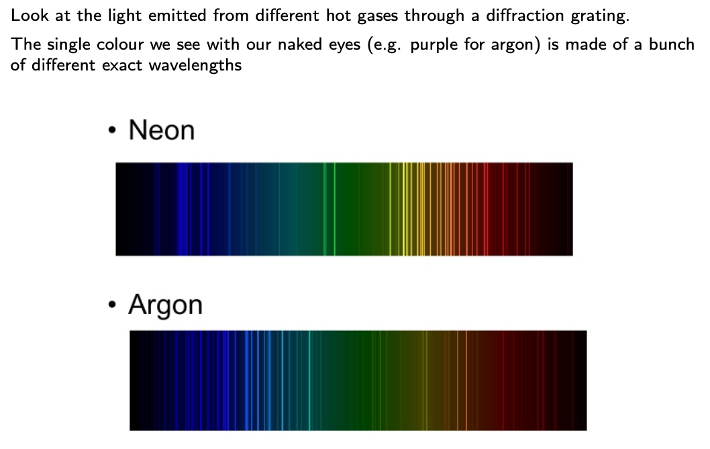 Look at the light emitted from different hot gases through a diffraction grating.
The single colour we see with our naked eyes (e.g. purple for argon) is made of a bunch
of different exact wavelengths
• Neon
• Argon